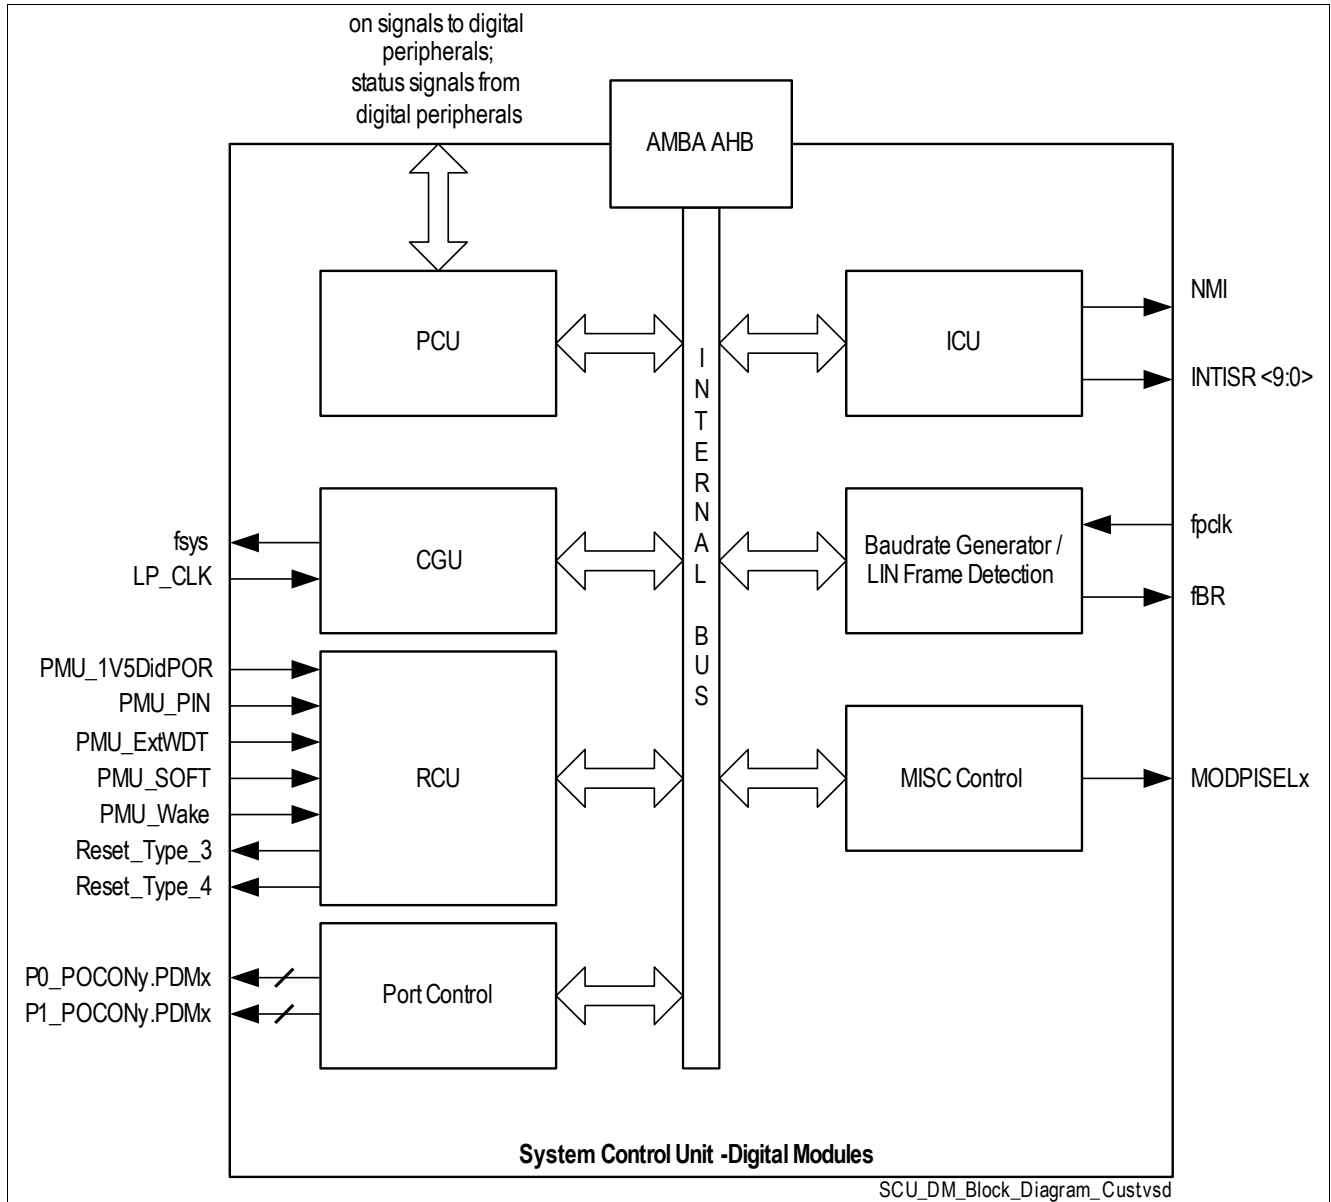 on signals to digital
peripherals;
status signals from
digital peripherals
AMBA AHB
PCU
ICU
NMI
INTISR <9:0>
INTERNAL BUS
fsys
LP_CLK
CGU
Baudrate Generator /
LIN Frame Detection
fpclk
fBR
PMU_1V5DidPOR
PMU_PIN
PMU_ExtWDT
PMU_SOFT
PMU_Wake
Reset_Type_3
Reset_Type_4
RCU
MISC Control
MODPISELx
P0_POCONy.PDMx
P1_POCONy.PDMx
Port Control
System Control Unit -Digital Modules
SCU_DM_Block_Diagram_Custvsd